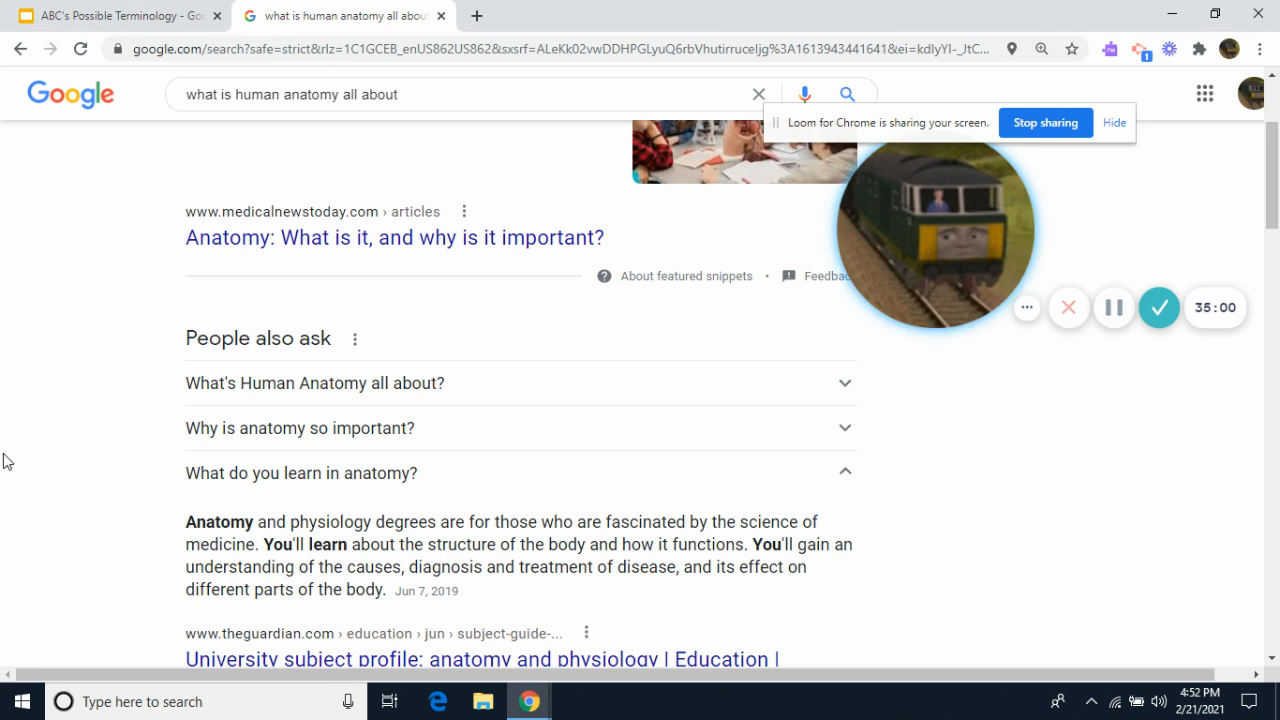 ABC's Possible Terminology - Goo
what is human anatomy all about
google.com/search?safe=strict&rlz=1C1GCEB_enUS862US862&sxsrf=ALeKk02vwDDHPGLyuQ6rbVhutirruceljg%3A1613943441641&ei=kdlyYI-_JtC...
1
Google
what is human anatomy all about
Loom for Chrome is sharing your screen.
Stop sharing
Hide
www.medicalnewstoday.com › articles
Anatomy: What is it, and why is it important?
About featured snippets • Feedbac
35:00
People also ask
What's Human Anatomy all about?
Why is anatomy so important?
What do you learn in anatomy?
Anatomy and physiology degrees are for those who are fascinated by the science of
medicine. You'll learn about the structure of the body and how it functions. You'll gain an
understanding of the causes, diagnosis and treatment of disease, and its effect on
different parts of the body. Jun 7, 2019
www.theguardian.com › education › jun › subject-guide-...
University subject profile: anatomy and physiology | Education |
Type here to search
4:52 PM
2/21/2021